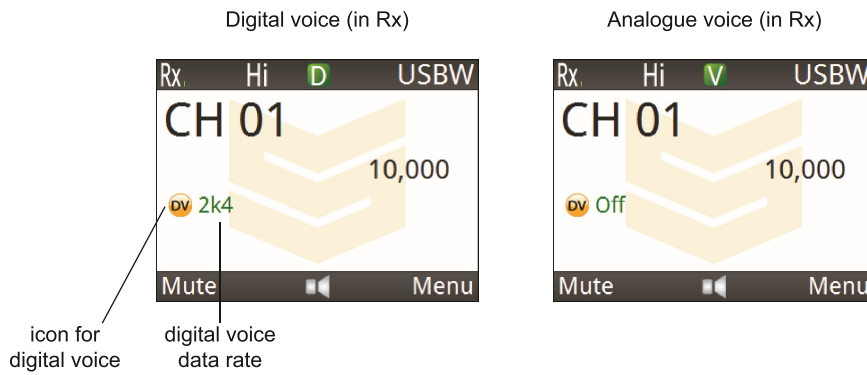 Digital voice (in Rx)
Rx Hi D USBW
CH 01
10,000
DV 2k4
Mute Menu
icon for
digital voice
digital voice
data rate
Analogue voice (in Rx)
Rx Hi V USBW
CH 01
10,000
DV Off
Mute Menu